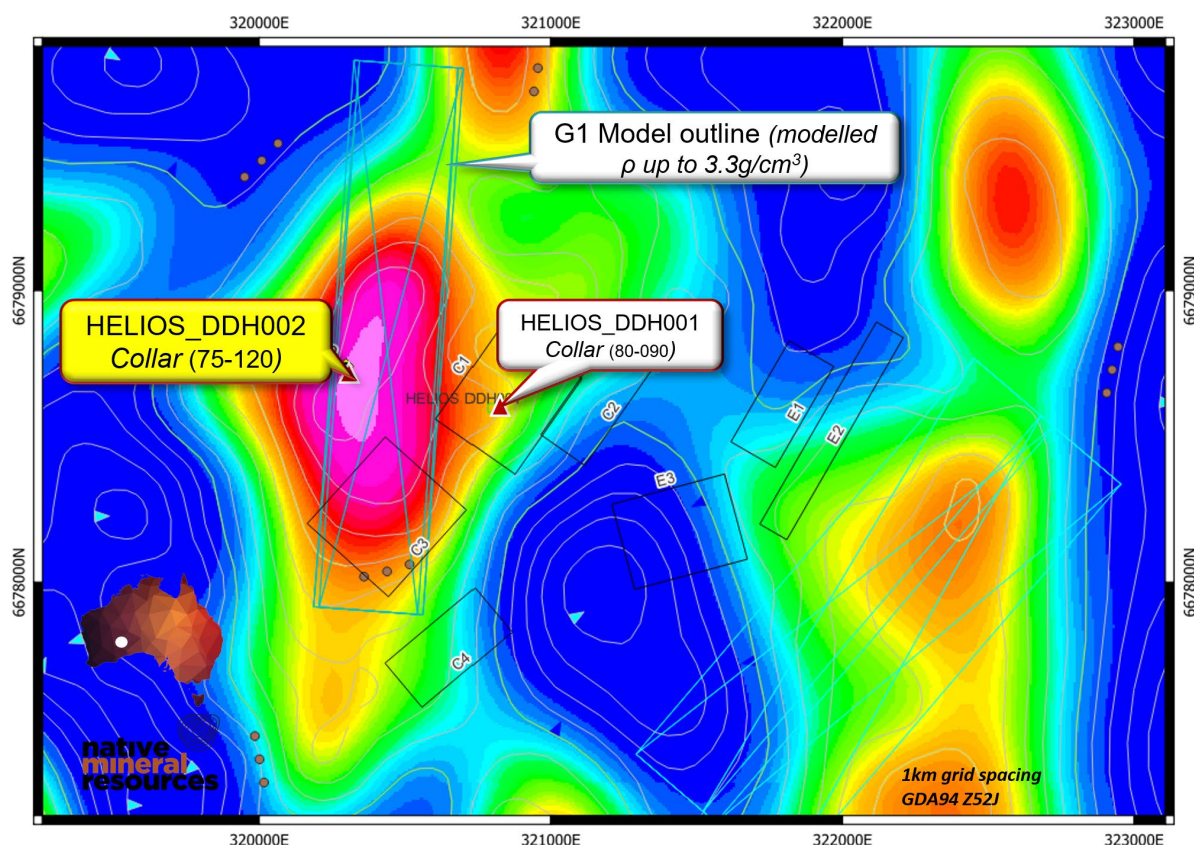 320000E
321000E
322000E
323000E
G1 Model outline (modelled
ρ up to 3.3g/cm³)
6679000N
6679000N
HELIOS_DDH002
Collar (75-120)
HELIOS_DDH001
Collar (80-090)
C1
C2
E1
E2
E3
C3
C4
6678000N
6678000N
native
mineral
resources
1km grid spacing
GDA94 Z52J
320000E
321000E
322000E
323000E